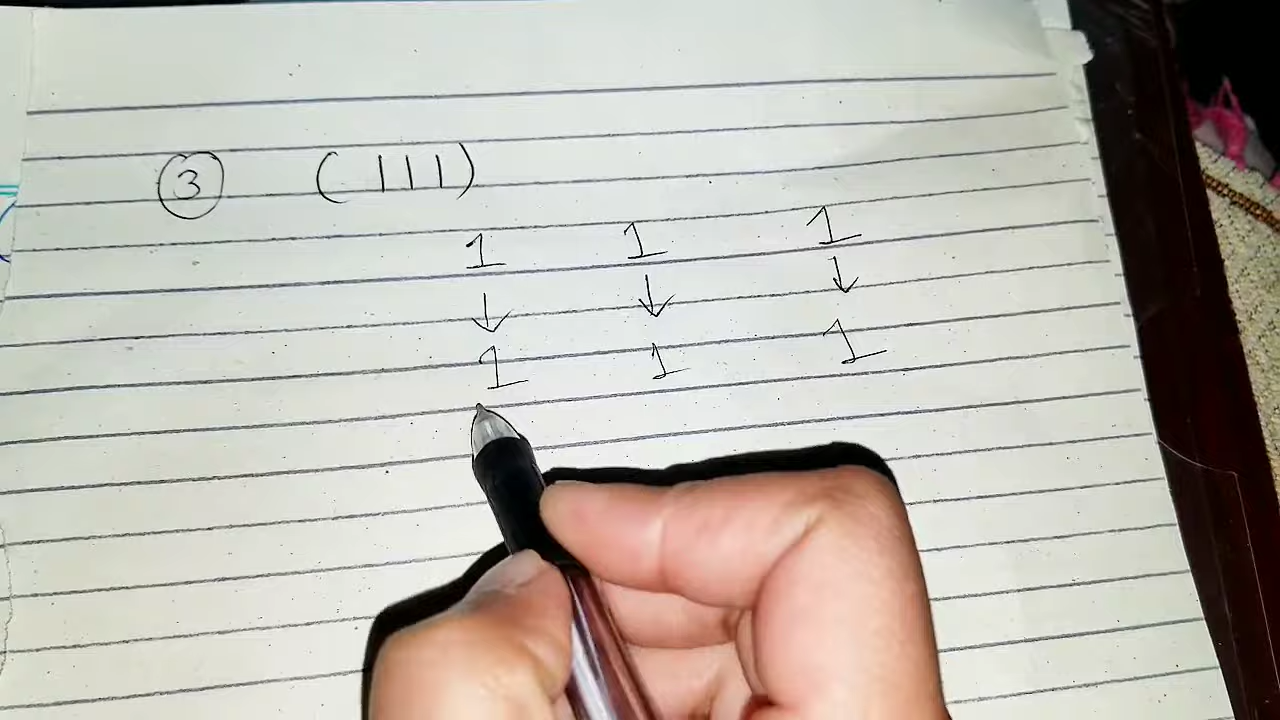 ③ (111)
1 1 1
↓ ↓ ↓
1 1 1